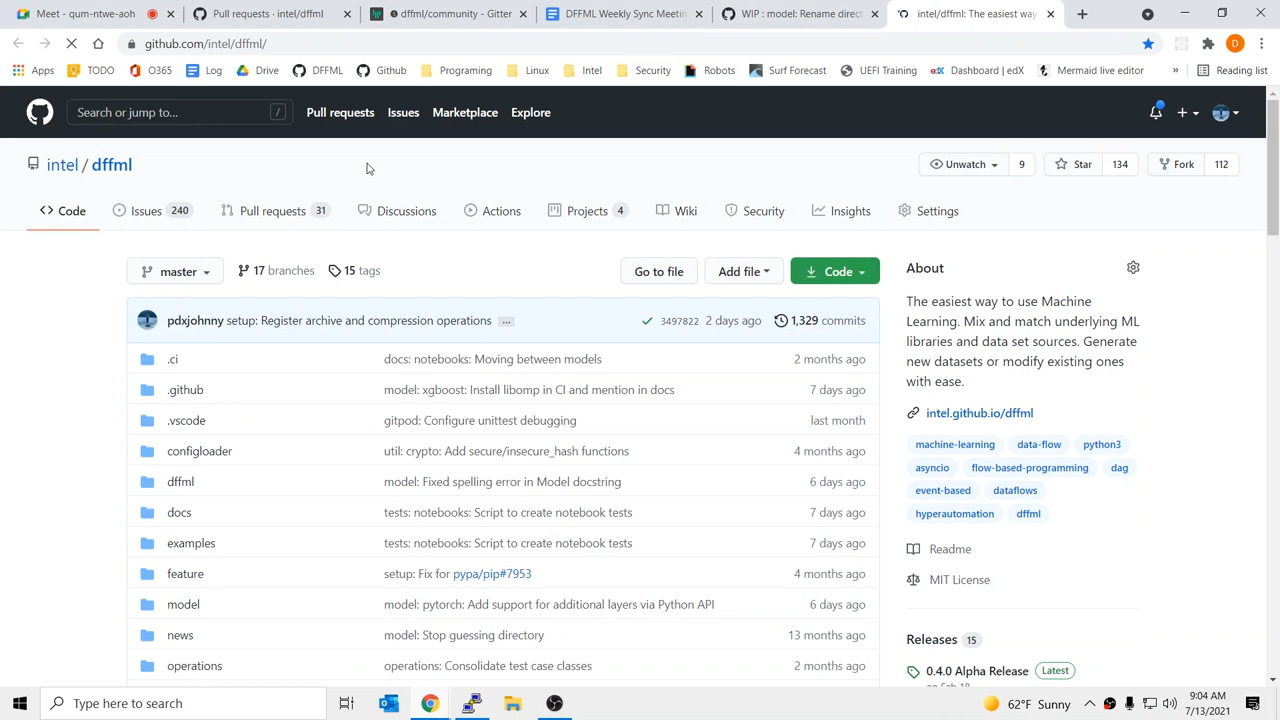 Meet - qum-ntwe-aoh
Pull requests · intel/dffml
dffml/community - Gitter
DFFML Weekly Sync Meetin
WIP : model: Rename direct
intel/dffml: The easiest way
github.com/intel/dffml/
D
Apps TODO O365 Log Drive DFFML Github Programing Linux Intel Security Robots Surf Forecast UEFI Training edX Dashboard | edX Mermaid live editor » Reading list
Search or jump to... / Pull requests Issues Marketplace Explore
intel / dffml Unwatch 9 Star 134 Fork 112
Code Issues 240 Pull requests 31 Discussions Actions Projects 4 Wiki Security Insights Settings
master 17 branches 15 tags Go to file Add file Code
pdxjohnny setup: Register archive and compression operations ... 3497822 2 days ago 1,329 commits
.ci docs: notebooks: Moving between models 2 months ago
.github model: xgboost: Install libomp in CI and mention in docs 7 days ago
.vscode gitpod: Configure unittest debugging last month
configloader util: crypto: Add secure/insecure_hash functions 4 months ago
dffml model: Fixed spelling error in Model docstring 6 days ago
docs tests: notebooks: Script to create notebook tests 7 days ago
examples tests: notebooks: Script to create notebook tests 7 days ago
feature setup: Fix for pypa/pip#7953 4 months ago
model model: pytorch: Add support for additional layers via Python API 6 days ago
news model: Stop guessing directory 13 months ago
operations operations: Consolidate test case classes 2 months ago
About
The easiest way to use Machine
Learning. Mix and match underlying ML
libraries and data set sources. Generate
new datasets or modify existing ones
with ease.
intel.github.io/dffml
machine-learning data-flow python3
asyncio flow-based-programming dag
event-based dataflows
hyperautomation dffml
Readme
MIT License
Releases 15
0.4.0 Alpha Release Latest
on Feb 18
Type here to search
62°F Sunny
9:04 AM
7/13/2021